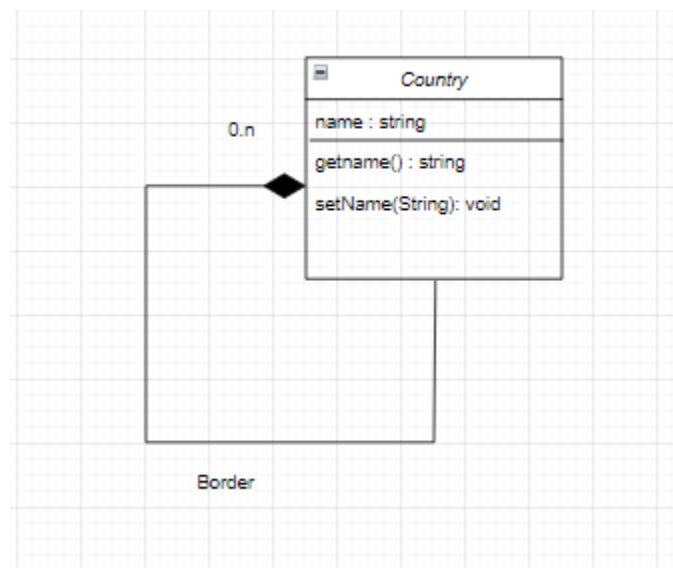 Country
name : string
0.n
getname() : string
setName(String): void
Border